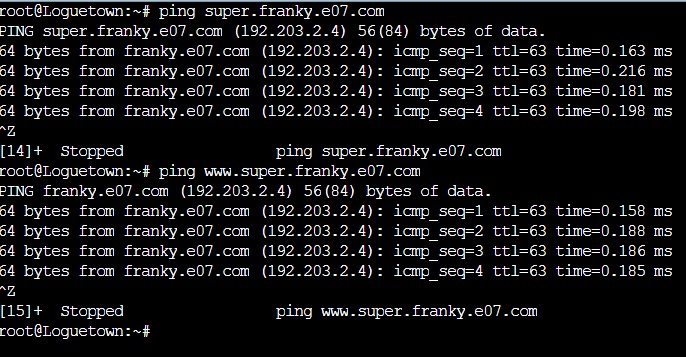 root@Loguetown:~# ping super.franky.e07.com
PING super.franky.e07.com (192.203.2.4) 56(84) bytes of data.
64 bytes from franky.e07.com (192.203.2.4): icmp_seq=1 ttl=63 time=0.163 ms
64 bytes from franky.e07.com (192.203.2.4): icmp_seq=2 ttl=63 time=0.216 ms
64 bytes from franky.e07.com (192.203.2.4): icmp_seq=3 ttl=63 time=0.181 ms
64 bytes from franky.e07.com (192.203.2.4): icmp_seq=4 ttl=63 time=0.198 ms
^Z
[14]+  Stopped                 ping super.franky.e07.com
root@Loguetown:~# ping www.super.franky.e07.com
PING franky.e07.com (192.203.2.4) 56(84) bytes of data.
64 bytes from franky.e07.com (192.203.2.4): icmp_seq=1 ttl=63 time=0.158 ms
64 bytes from franky.e07.com (192.203.2.4): icmp_seq=2 ttl=63 time=0.188 ms
64 bytes from franky.e07.com (192.203.2.4): icmp_seq=3 ttl=63 time=0.186 ms
64 bytes from franky.e07.com (192.203.2.4): icmp_seq=4 ttl=63 time=0.185 ms
^Z
[15]+  Stopped                 ping www.super.franky.e07.com
root@Loguetown:~#